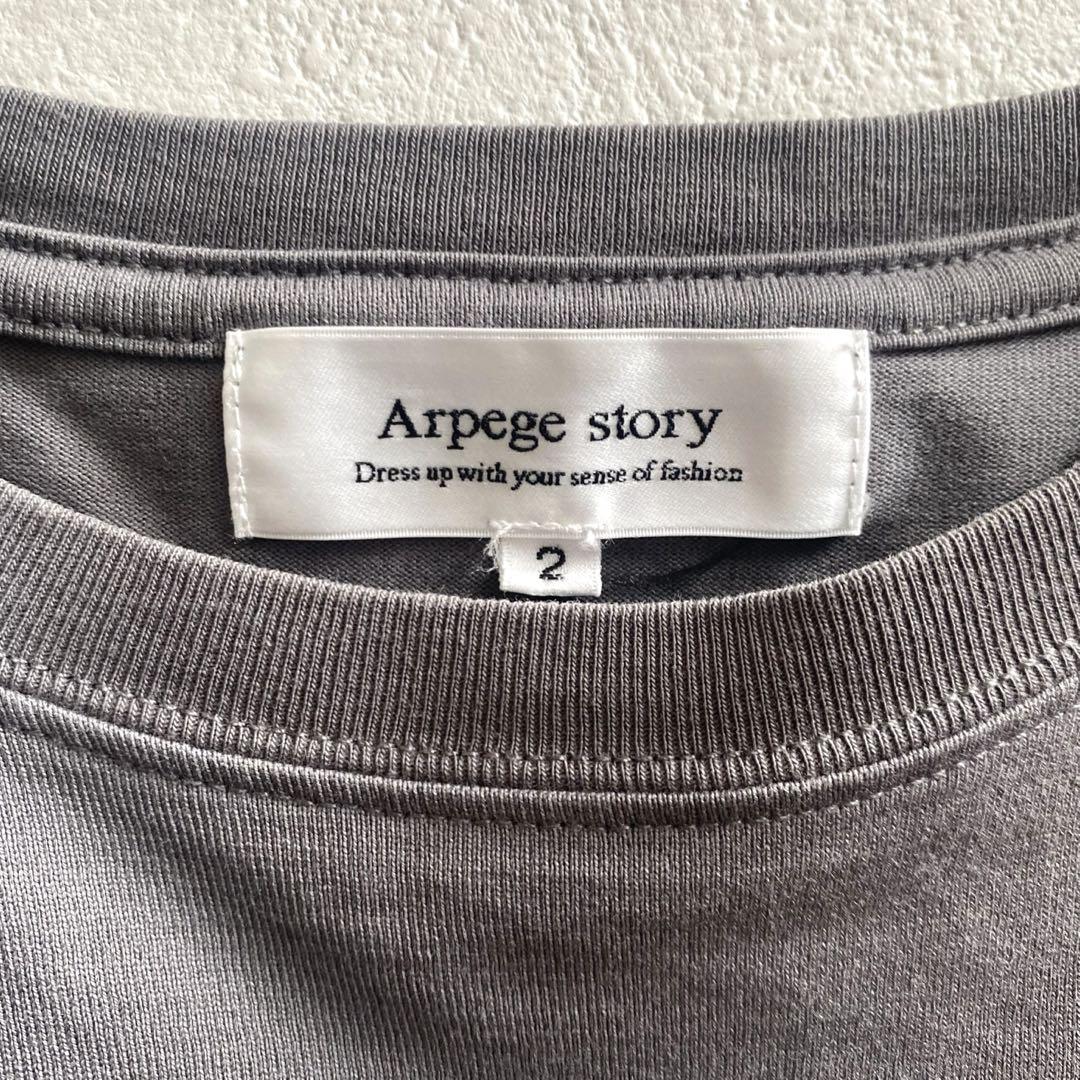 Arpege story
Dress up with your sense of fashion
2